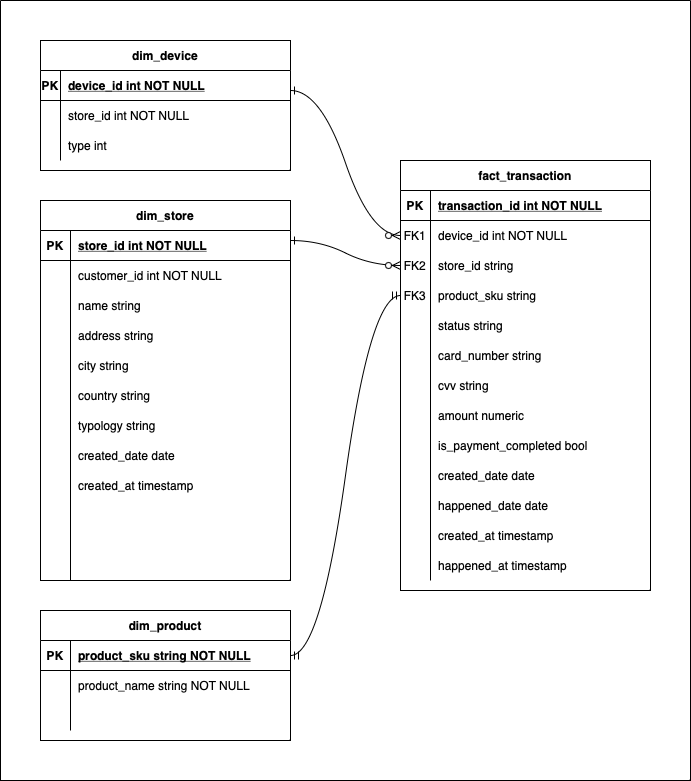 dim_device
PK device_id int NOT NULL
store_id int NOT NULL
type int
dim_store
PK store_id int NOT NULL
customer_id int NOT NULL
name string
address string
city string
country string
typology string
created_date date
created_at timestamp
dim_product
PK product_sku string NOT NULL
product_name string NOT NULL
fact_transaction
PK transaction_id int NOT NULL
FK1 device_id int NOT NULL
FK2 store_id string
FK3 product_sku string
status string
card_number string
cvv string
amount numeric
is_payment_completed bool
created_date date
happened_date date
created_at timestamp
happened_at timestamp